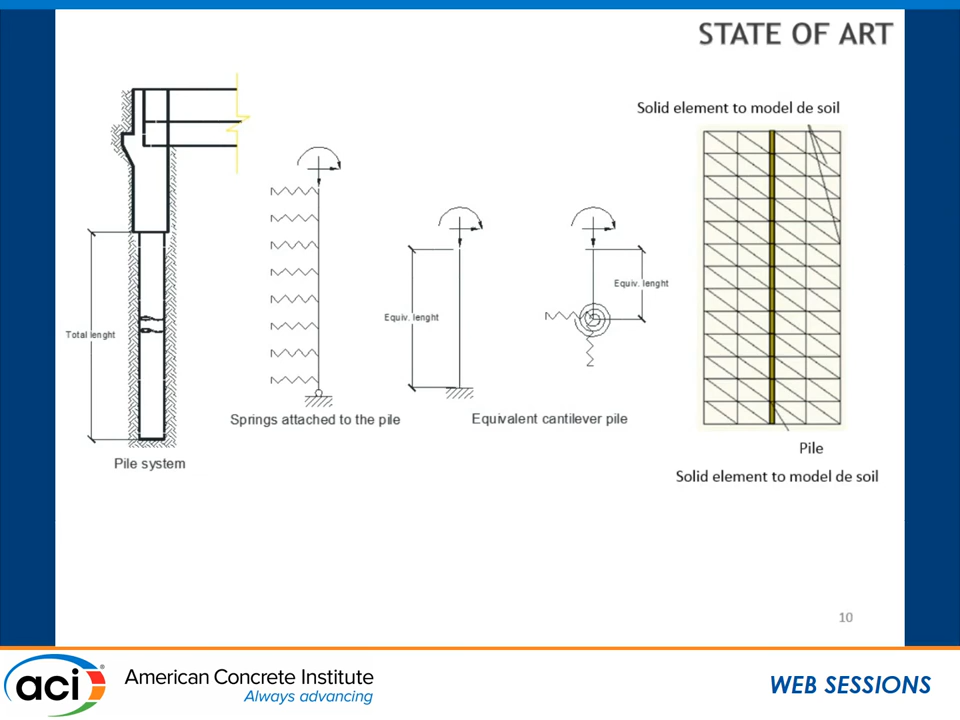 STATE OF ART
Solid element to model de soil
Equiv. lenght
Equiv. lenght
Total lenght
Springs attached to the pile
Equivalent cantilever pile
Pile
Pile system
Solid element to model de soil
10
aci
American Concrete Institute
Always advancing
WEB SESSIONS